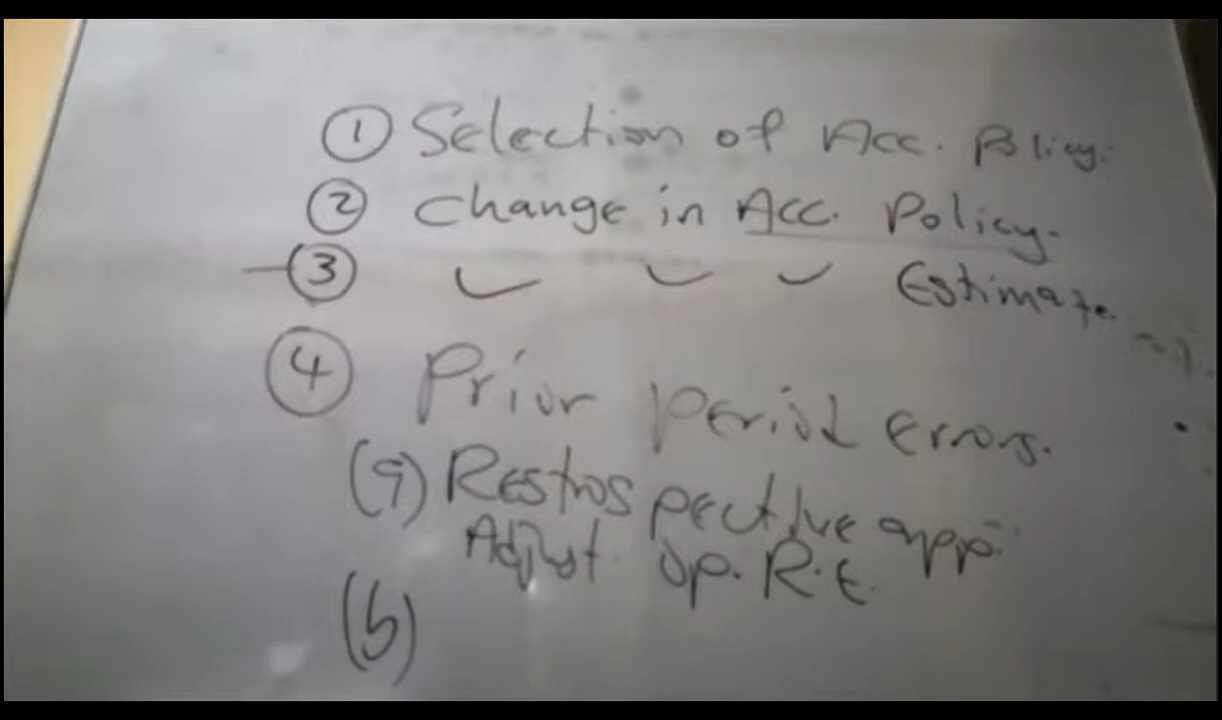 ① Selection of Acc. Policy.
② Change in Acc. Policy.
③ ✓ ✓ ✓ Estimate.
④ Prior Period Errors.
(a) Restrospective app.
Adjust Op. R.E.
(b)